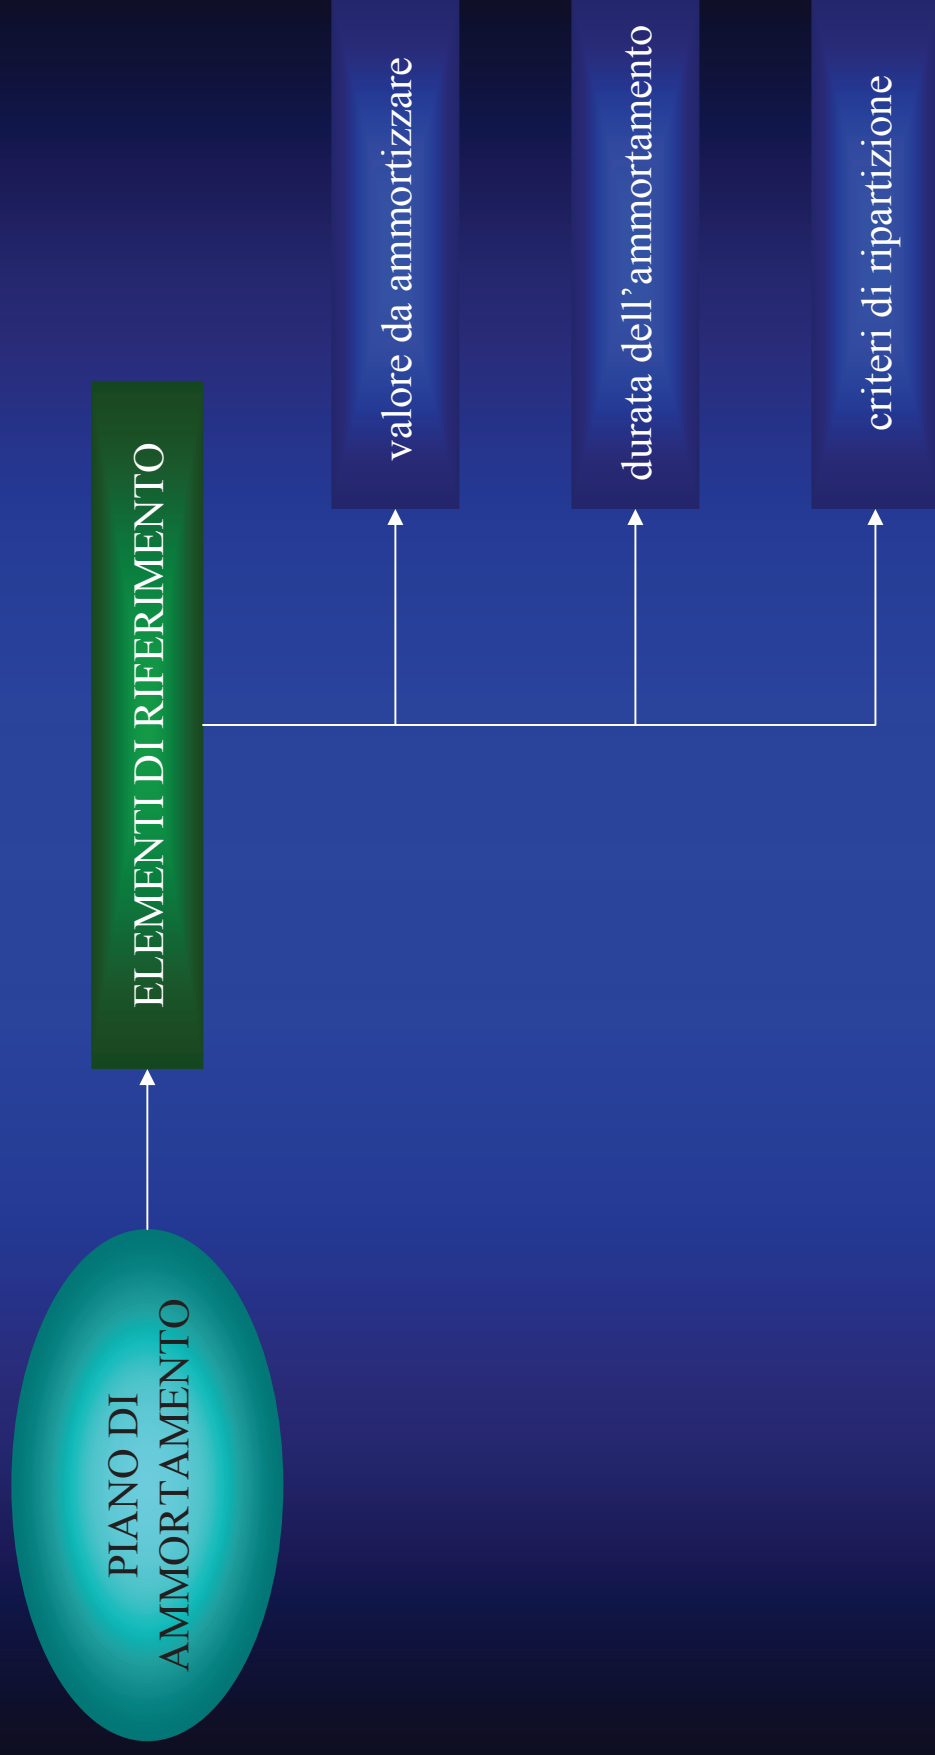 PIANO DI
AMMORTAMENTO
ELEMENTI DI RIFERIMENTO
valore da ammortizzare
durata dell’ammortamento
criteri di ripartizione